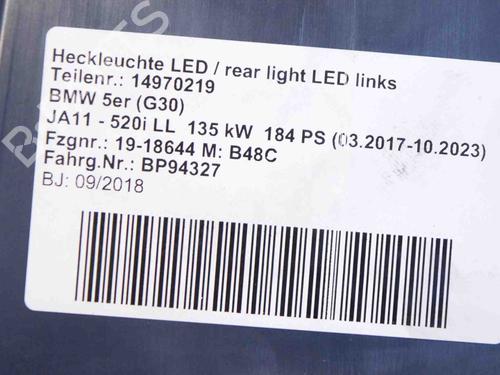 Heckleuchte LED / rear light LED links
Teilenr.: 14970219
BMW 5er (G30)
JA11 - 520i LL 135 kW 184 PS (03.2017-10.2023)
Fzgnr.: 19-18644 M: B48C
Fahrg.Nr.: BP94327
BJ: 09/2018